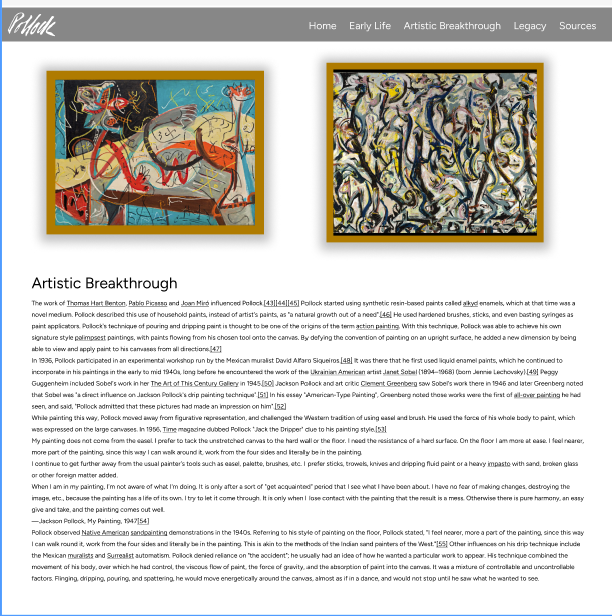 Pollock
Home Early Life Artistic Breakthrough Legacy Sources
Artistic Breakthrough
The work of Thomas Hart Benton, Pablo Picasso and Joan Miró influenced Pollock.[43][44][45] Pollock started using synthetic resin-based paints called alkyd enamels, which at that time was a
novel medium. Pollock described this use of household paints, instead of artist's paints, as "a natural growth out of a need".[46] He used hardened brushes, sticks, and even basting syringes as
paint applicators. Pollock's technique of pouring and dripping paint is thought to be one of the origins of the term action painting. With this technique, Pollock was able to achieve his own
signature style palimpsest paintings, with paints flowing from his chosen tool onto the canvas. By defying the convention of painting on an upright surface, he added a new dimension by being
able to view and apply paint to his canvases from all directions.[47]
In 1936, Pollock participated in an experimental workshop run by the Mexican muralist David Alfaro Siqueiros.[48] It was there that he first used liquid enamel paints, which he continued to
incorporate in his paintings in the early to mid 1940s, long before he encountered the work of the Ukrainian American artist Janet Sobel (1894–1968) (born Jennie Lechovsky).[49] Peggy
Guggenheim included Sobel's work in her The Art of This Century Gallery in 1945.[50] Jackson Pollock and art critic Clement Greenberg saw Sobel's work there in 1946 and later Greenberg noted
that Sobel was "a direct influence on Jackson Pollock's drip painting technique".[51] In his essay "American-Type Painting", Greenberg noted those works were the first of all-over painting he had
seen, and said, "Pollock admitted that these pictures had made an impression on him".[52]
While painting this way, Pollock moved away from figurative representation, and challenged the Western tradition of using easel and brush. He used the force of his whole body to paint, which
was expressed on the large canvases. In 1956, Time magazine dubbed Pollock "Jack the Dripper" due to his painting style.[53]
My painting does not come from the easel. I prefer to tack the unstretched canvas to the hard wall or the floor. I need the resistance of a hard surface. On the floor I am more at ease. I feel nearer,
more part of the painting, since this way I can walk around it, work from the four sides and literally be in the painting.
I continue to get further away from the usual painter's tools such as easel, palette, brushes, etc. I prefer sticks, trowels, knives and dripping fluid paint or a heavy impasto with sand, broken glass
or other foreign matter added.
When I am in my painting, I'm not aware of what I'm doing. It is only after a sort of "get acquainted" period that I see what I have been about. I have no fear of making changes, destroying the
image, etc., because the painting has a life of its own. I try to let it come through. It is only when I lose contact with the painting that the result is a mess. Otherwise there is pure harmony, an easy
give and take, and the painting comes out well.
—Jackson Pollock, My Painting, 1947[54]
Pollock observed Native American sandpainting demonstrations in the 1940s. Referring to his style of painting on the floor, Pollock stated, "I feel nearer, more a part of the painting, since this way
I can walk round it, work from the four sides and literally be in the painting. This is akin to the methods of the Indian sand painters of the West."[55] Other influences on his drip technique include
the Mexican muralists and Surrealist automatism. Pollock denied reliance on "the accident"; he usually had an idea of how he wanted a particular work to appear. His technique combined the
movement of his body, over which he had control, the viscous flow of paint, the force of gravity, and the absorption of paint into the canvas. It was a mixture of controllable and uncontrollable
factors. Flinging, dripping, pouring, and spattering, he would move energetically around the canvas, almost as if in a dance, and would not stop until he saw what he wanted to see.